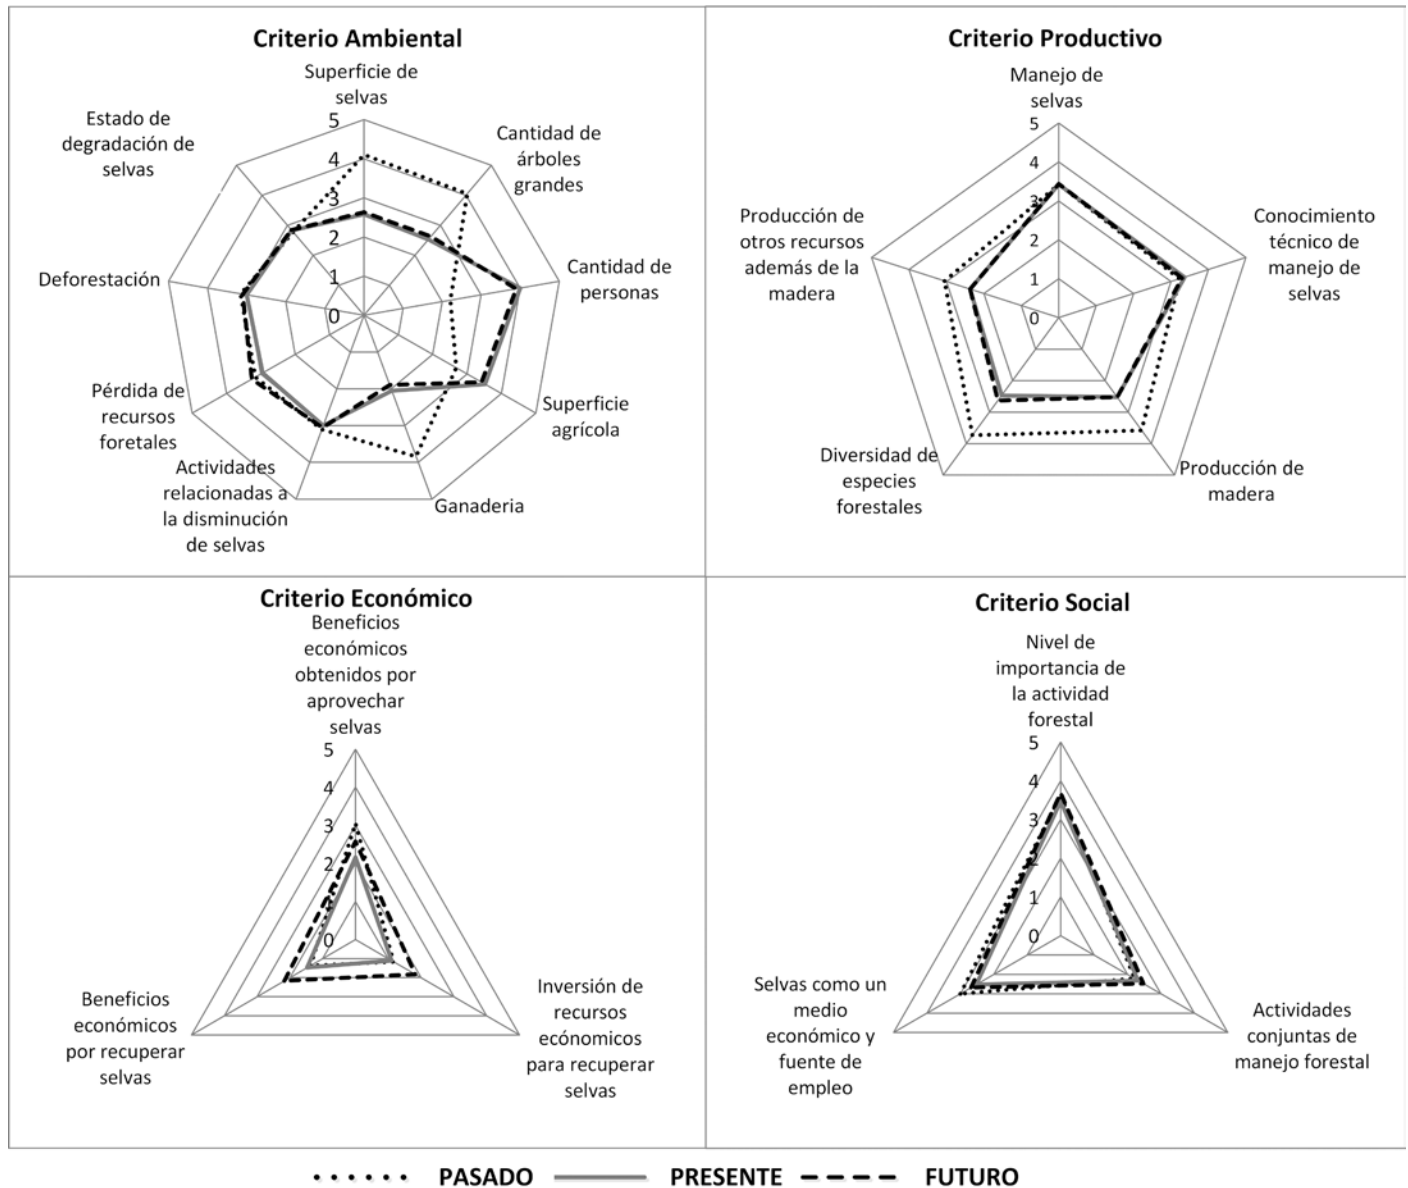 Criterio Ambiental
Superficie de
selvas
Cantidad de
árboles
grandes
Cantidad de
personas
Superficie
agrícola
Ganaderia
Actividades
relacionadas a
la disminución
de selvas
Pérdida de
recursos
foretales
Deforestación
Estado de
degradación de
selvas
5
4
3
2
1
0
Criterio Productivo
Manejo de
selvas
Conocimiento
técnico de
manejo de
selvas
Producción de
madera
Diversidad de
especies
forestales
Producción de
otros recursos
además de la
madera
5
4
3
2
1
0
Criterio Económico
Beneficios
económicos
obtenidos por
aprovechar
selvas
Inversión de
recursos
ecónomicos
para recuperar
selvas
Beneficios
económicos
por recuperar
selvas
5
4
3
2
1
0
Criterio Social
Nivel de
importancia de
la actividad
forestal
Actividades
conjuntas de
manejo forestal
Selvas como un
medio
económico y
fuente de
empleo
5
4
3
2
1
0
PASADO PRESENTE FUTURO